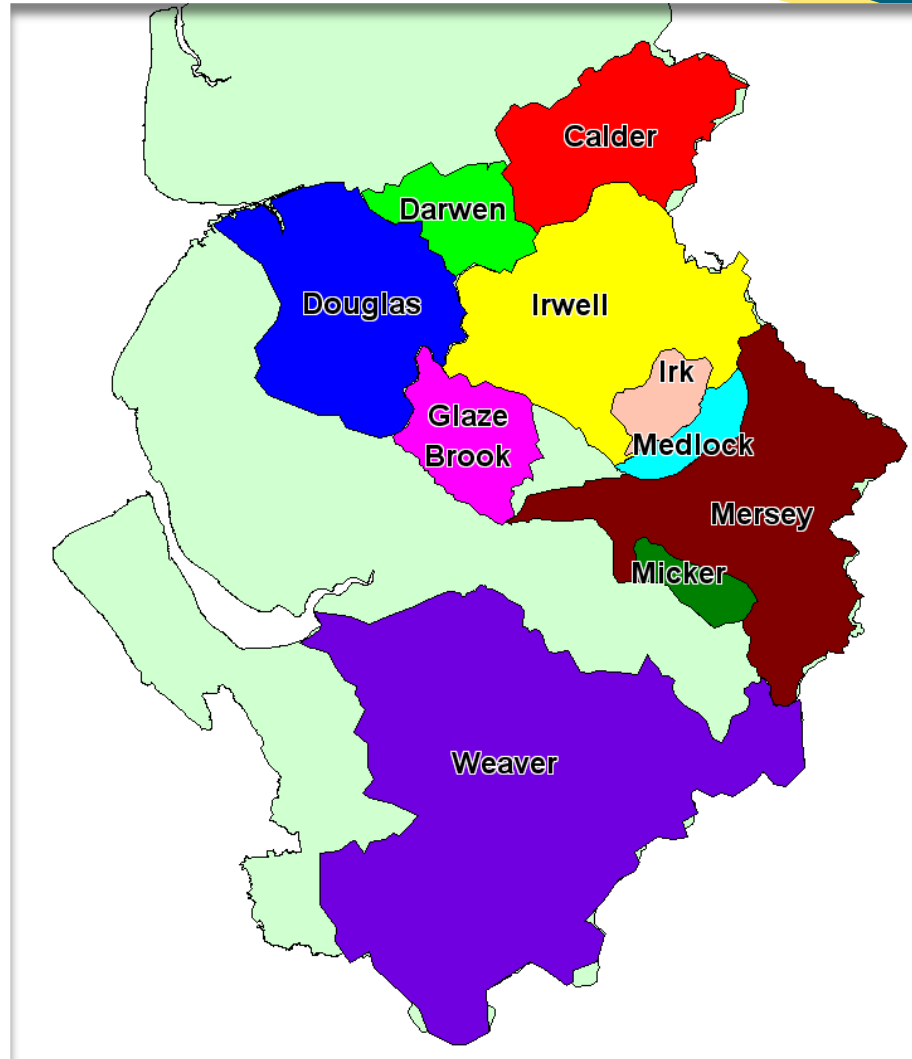 Calder
Darwen
Douglas
Irwell
Irk
Glaze
Brook
Medlock
Mersey
Micker
Weaver